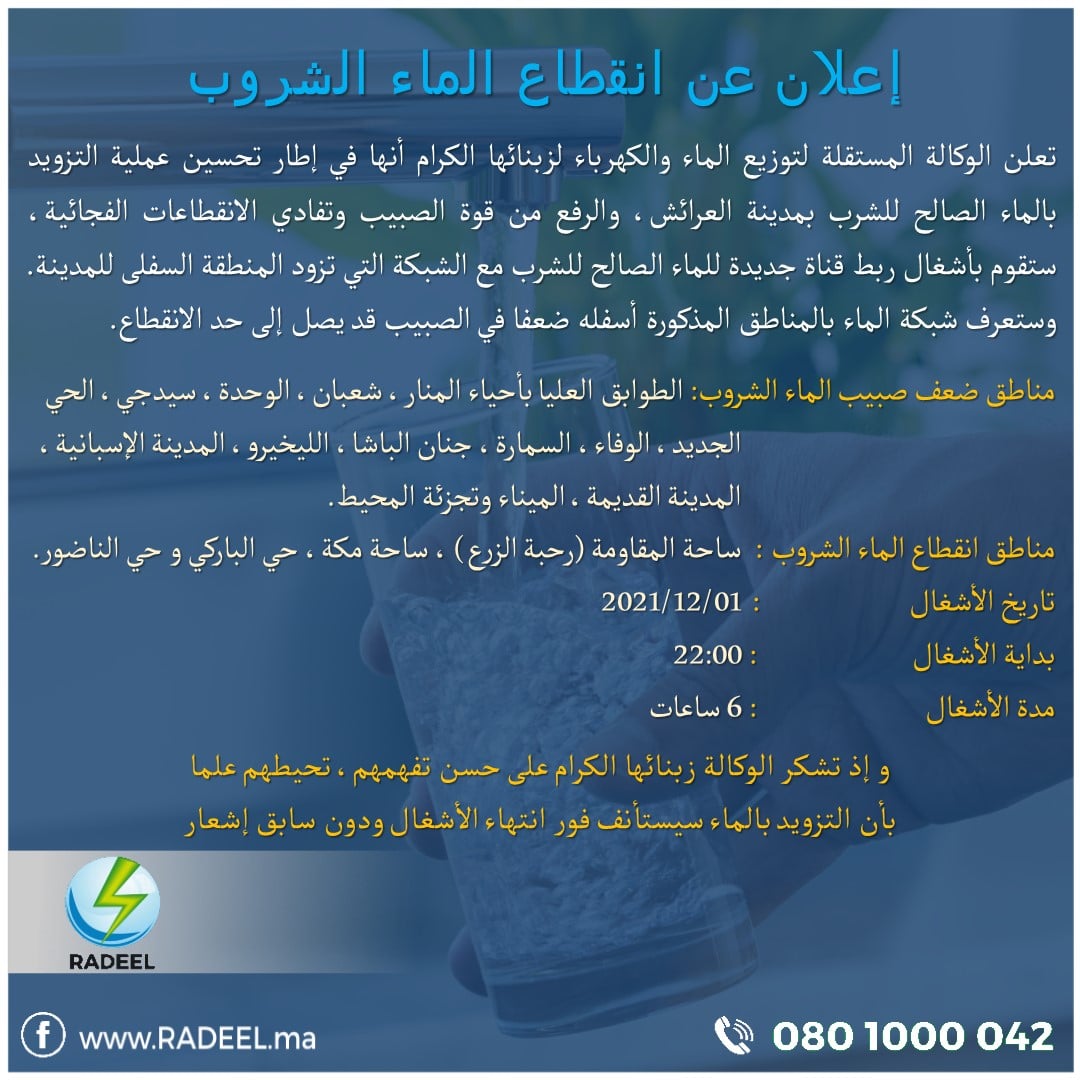 إعلان عن انقطاع الماء الشروب
تعلن الوكالة المستقلة لتوزيع الماء والكهرباء لزبنائها الكرام أنها في إطار تحسين عملية التزويد
بالماء الصالح للشرب بمدينة العرائش، والرفع من قوة الصبيب وتفادي الانقطاعات الفجائية،
ستقوم بأشغال ربط قناة جديدة للماء الصالح للشرب مع الشبكة التي تزود المنطقة السفلى للمدينة.
وستعرف شبكة الماء بالمناطق المذكورة أسفله ضعفا في الصبيب قد يصل إلى حد الانقطاع.
مناطق ضعف صبيب الماء الشروب: الطوابق العليا بأحياء المنار ، شعبان ، الوحدة ، سيدجي ، الحي
الجديد ، الوفاء ، السمارة ، جنان الباشا ، الليخيرو ، المدينة الإسبانية ،
المدينة القديمة ، الميناء وتجزئة المحيط.
مناطق انقطاع الماء الشروب : ساحة المقاومة (رحبة الزرع) ، ساحة مكة ، حي الباركي و حي الناضور.
تاريخ الأشغال : 2021/12/01
بداية الأشغال : 22:00
مدة الأشغال : 6 ساعات
و إذ تشكر الوكالة زبنائها الكرام على حسن تفهمهم ، تحيطهم علما
بأن التزويد بالماء سيستأنف فور انتهاء الأشغال ودون سابق إشعار
RADEEL
www.RADEEL.ma
080 1000 042